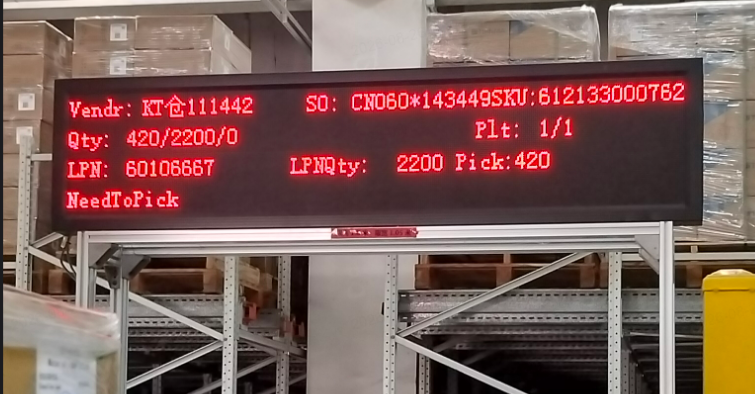 Vendr: KT仓111442 SO: CN060*143449SKU:612133000762
Qty: 420/2200/0 Plt: 1/1
LPN: 60106667 LPNQty: 2200 Pick:420
NeedToPick